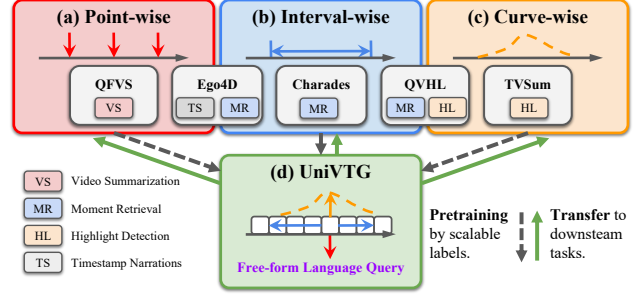 (a) Point-wise
(b) Interval-wise
(c) Curve-wise
QFVS
VS
Ego4D
TS
MR
Charades
MR
QVHL
MR
HL
TVSum
HL
(d) UniVTG
Free-form Language Query
VS Video Summarization
MR Moment Retrieval
HL Highlight Detection
TS Timestamp Narrations
Pretraining
by scalable
labels.
Transfer to
downsteam
tasks.